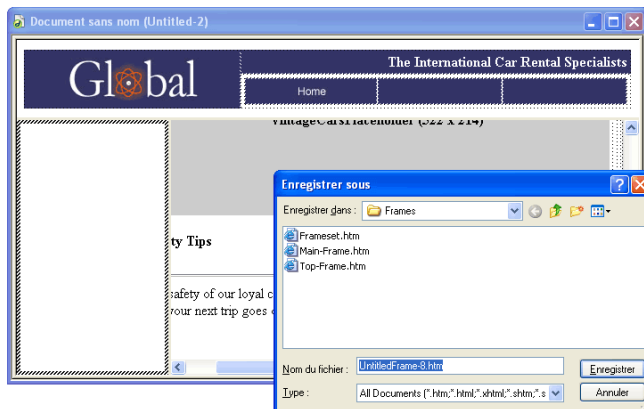 Document sans nom (Untitled-2)
Global
The International Car Rental Specialists
Home
VintageCarsPlaceholder (522 x 214)
ty Tips
safety of our loyal c
your next trip goes
Enregistrer sous
Enregistrer dans :
Frames
Frameset.htm
Main-Frame.htm
Top-Frame.htm
Nom du fichier :
UntitledFrame-8.htm
Enregistrer
Type :
All Documents (*.htm;*.html;*.xhtml;*.shtm;*.s
Annuler